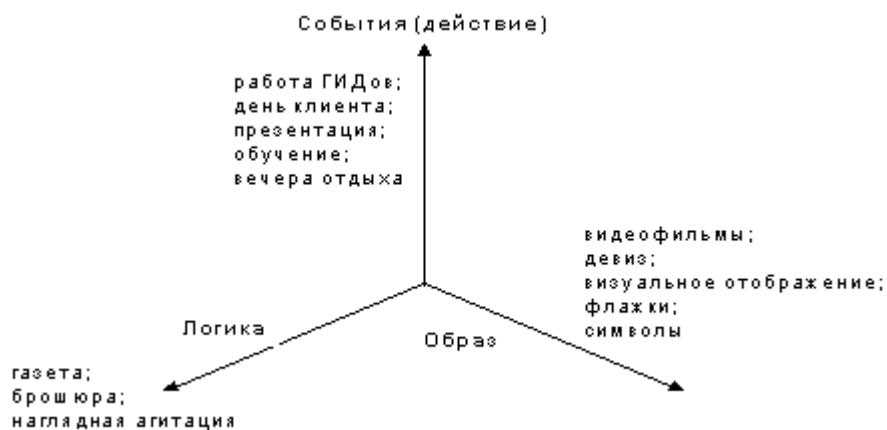 События (действие)
работа ГИДов;
день клиента;
презентация;
обучение;
вечера отдыха
видеофильмы;
девиз;
визуальное отображение;
флажки;
символы
Логика
Образ
газета;
брошюра;
наглядная агитация